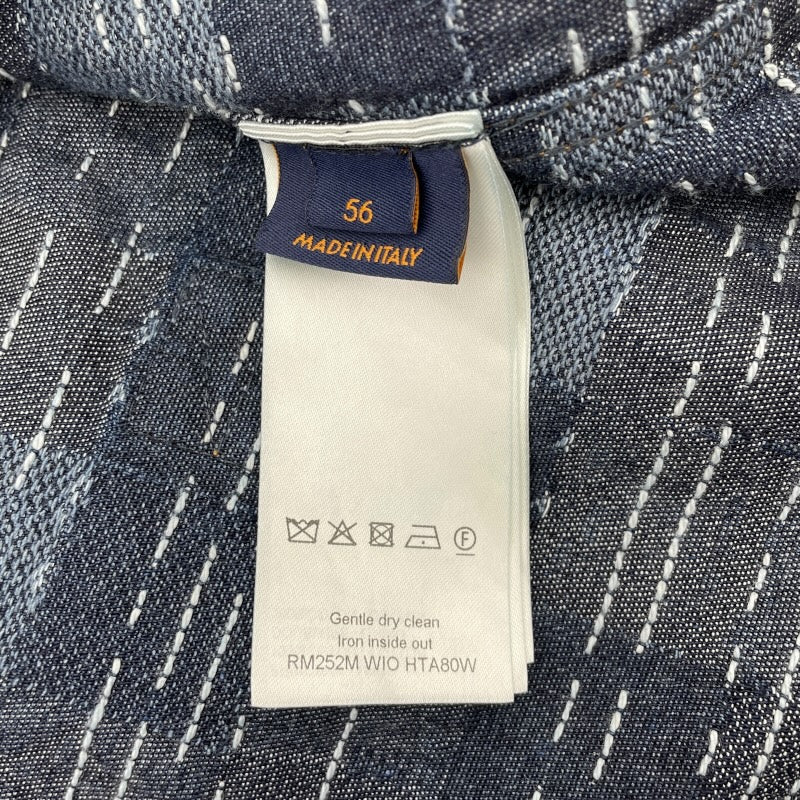 56
MADE IN ITALY
F
Gentle dry clean
Iron inside out
RM252M WIO HTA80W